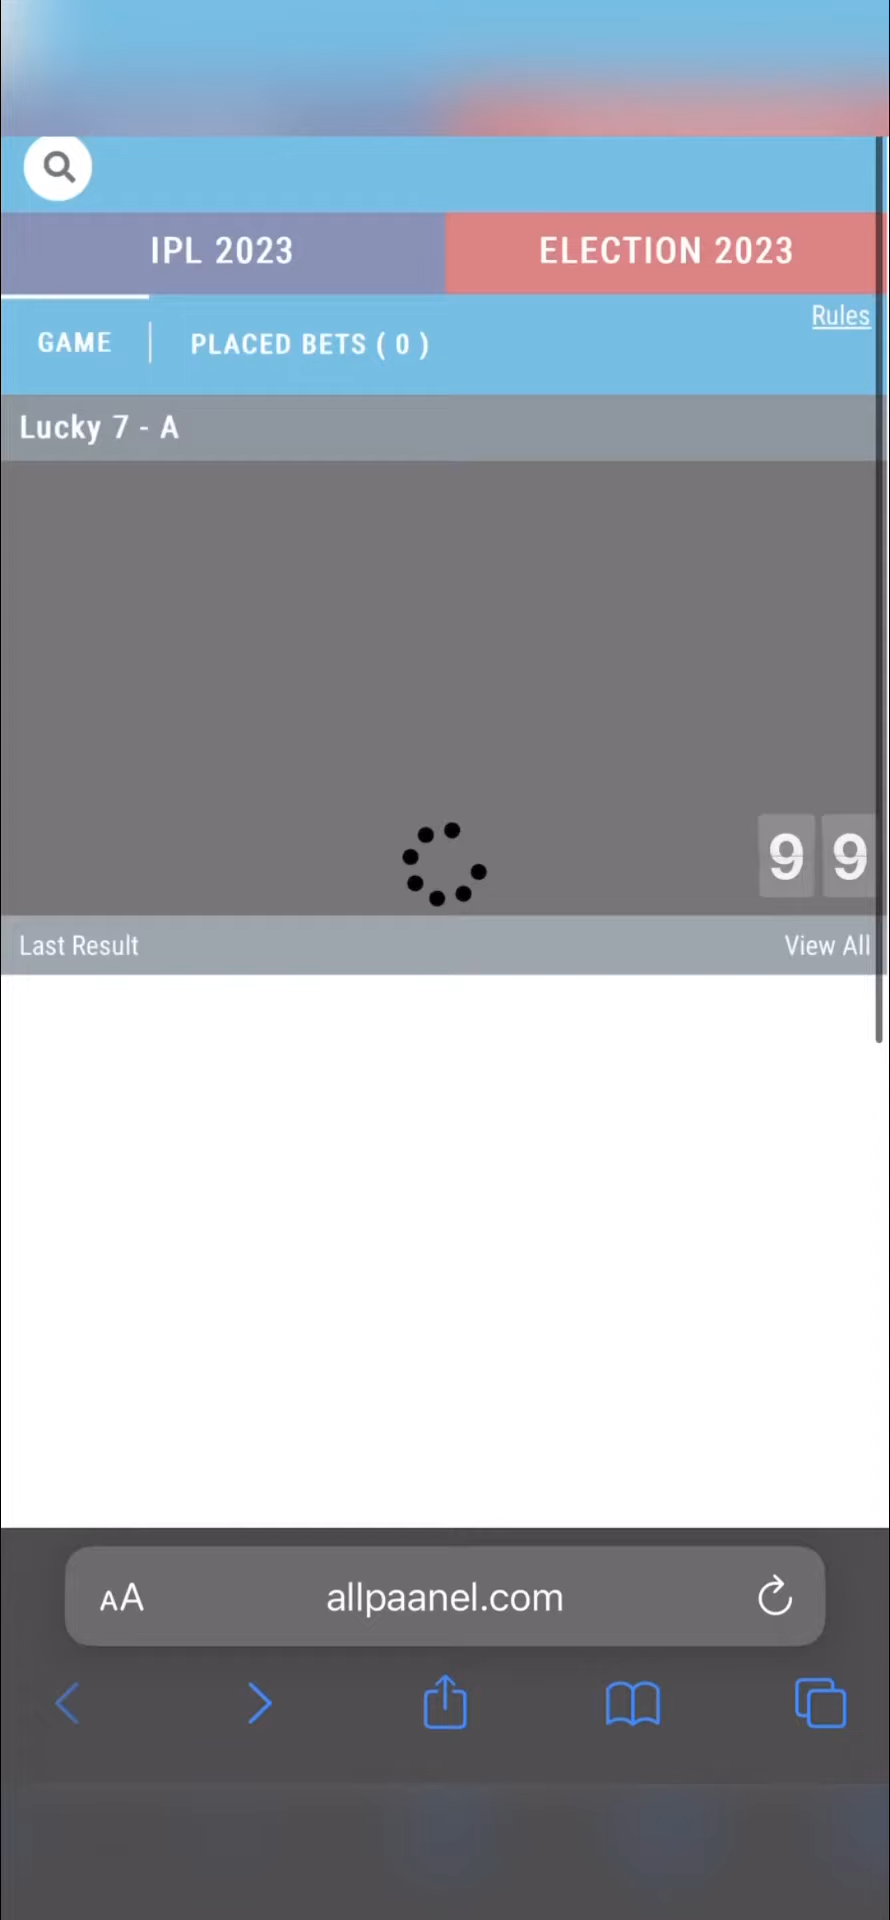 IPL 2023
ELECTION 2023
Rules
GAME
PLACED BETS ( 0 )
Lucky 7 - A
9 9
Last Result
View All
AA
allpaanel.com